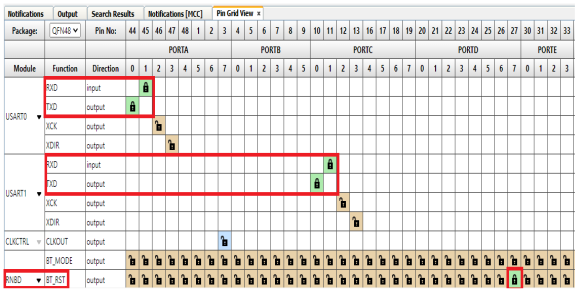 Notifications Output Search Results Notifications [MCC] Pin Grid View x
Package: QFN48 Pin No: 44 45 46 47 48 1 2 3 4 5 6 7 8 9 10 11 12 13 16 17 18 19 20 21 22 23 24 25 26 27 30 31 32 33
PORTA PORTB PORTC PORTD PORTE
Module Function Direction 0 1 2 3 4 5 6 7 0 1 2 3 4 5 0 1 2 3 4 5 6 7 0 1 2 3 4 5 6 7 0 1 2 3
RXD input
TXD output
USART0
XCK output
XDIR output
RXD input
TXD output
USART1
XCK output
XDIR output
CLKCTRL CLKOUT output
BT_MODE output
RNBD BT_RST output